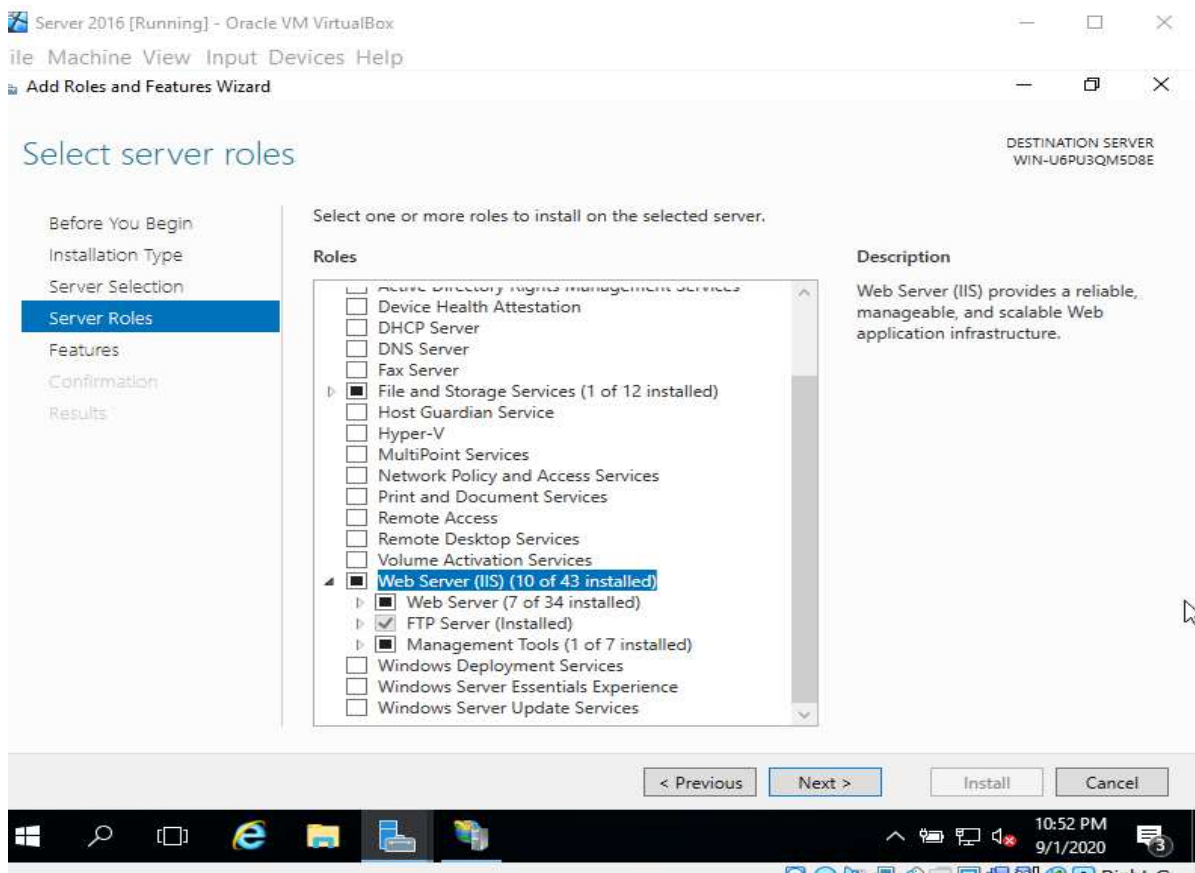 Server 2016 [Running] - Oracle VM VirtualBox
ile Machine View Input Devices Help
Add Roles and Features Wizard
Select server roles
DESTINATION SERVER
WIN-U6PU3QM5D8E
Before You Begin
Installation Type
Server Selection
Server Roles
Features
Confirmation
Results
Select one or more roles to install on the selected server.
Roles
Active Directory Rights Management Services
Device Health Attestation
DHCP Server
DNS Server
Fax Server
File and Storage Services (1 of 12 installed)
Host Guardian Service
Hyper-V
MultiPoint Services
Network Policy and Access Services
Print and Document Services
Remote Access
Remote Desktop Services
Volume Activation Services
Web Server (IIS) (10 of 43 installed)
Web Server (7 of 34 installed)
FTP Server (Installed)
Management Tools (1 of 7 installed)
Windows Deployment Services
Windows Server Essentials Experience
Windows Server Update Services
Description
Web Server (IIS) provides a reliable,
manageable, and scalable Web
application infrastructure.
< Previous
Next >
Install
Cancel
10:52 PM
9/1/2020
3